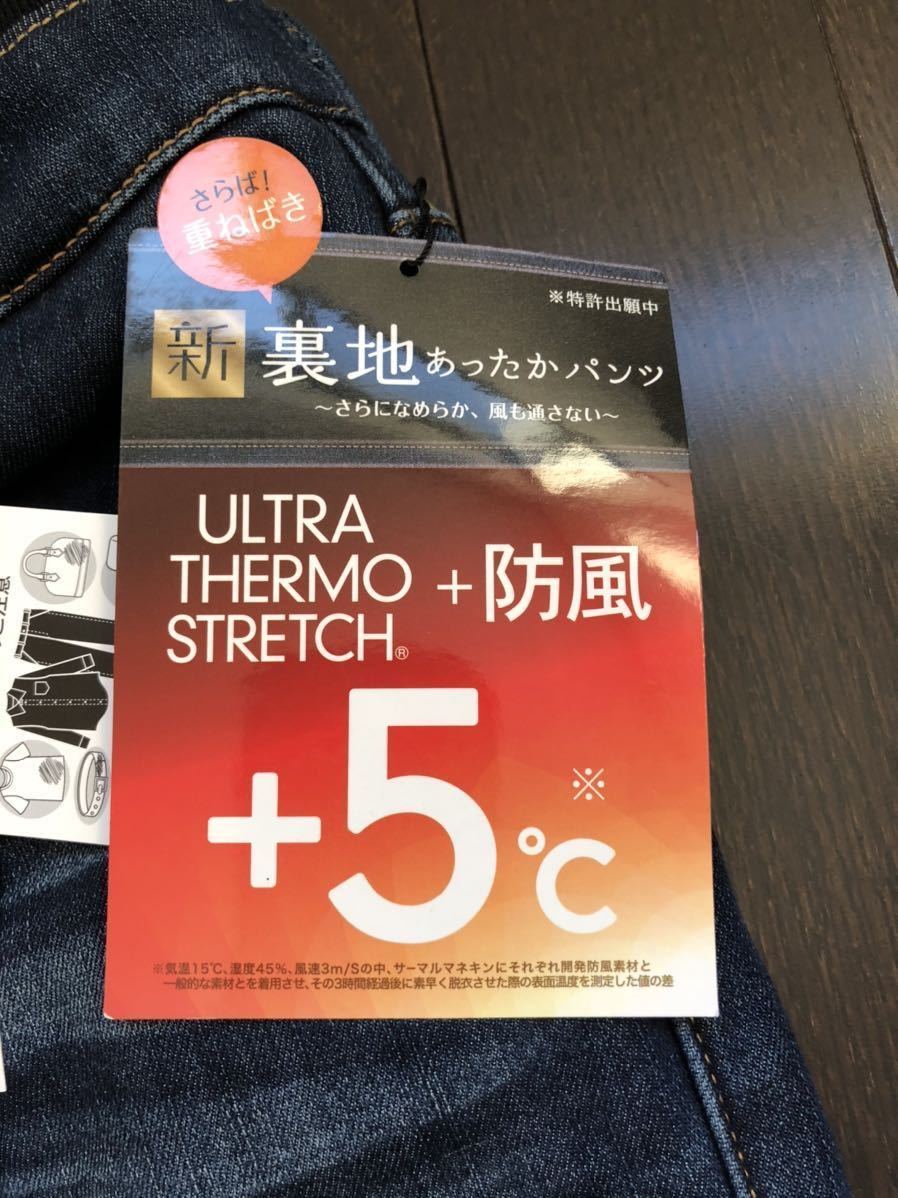 さらば!
重ねばき
※特許出願中
新 裏地あったかパンツ
～さらになめらか、風も通さない～
ULTRA
THERMO
STRETCH®
+防風
+5℃※
※気温15℃、湿度45%、風速3m/Sの中、サーマルマネキンにそれぞれ開発防風素材と
一般的な素材とを着用させ、その3時間経過後に素早く脱衣させた際の表面温度を測定した値の差